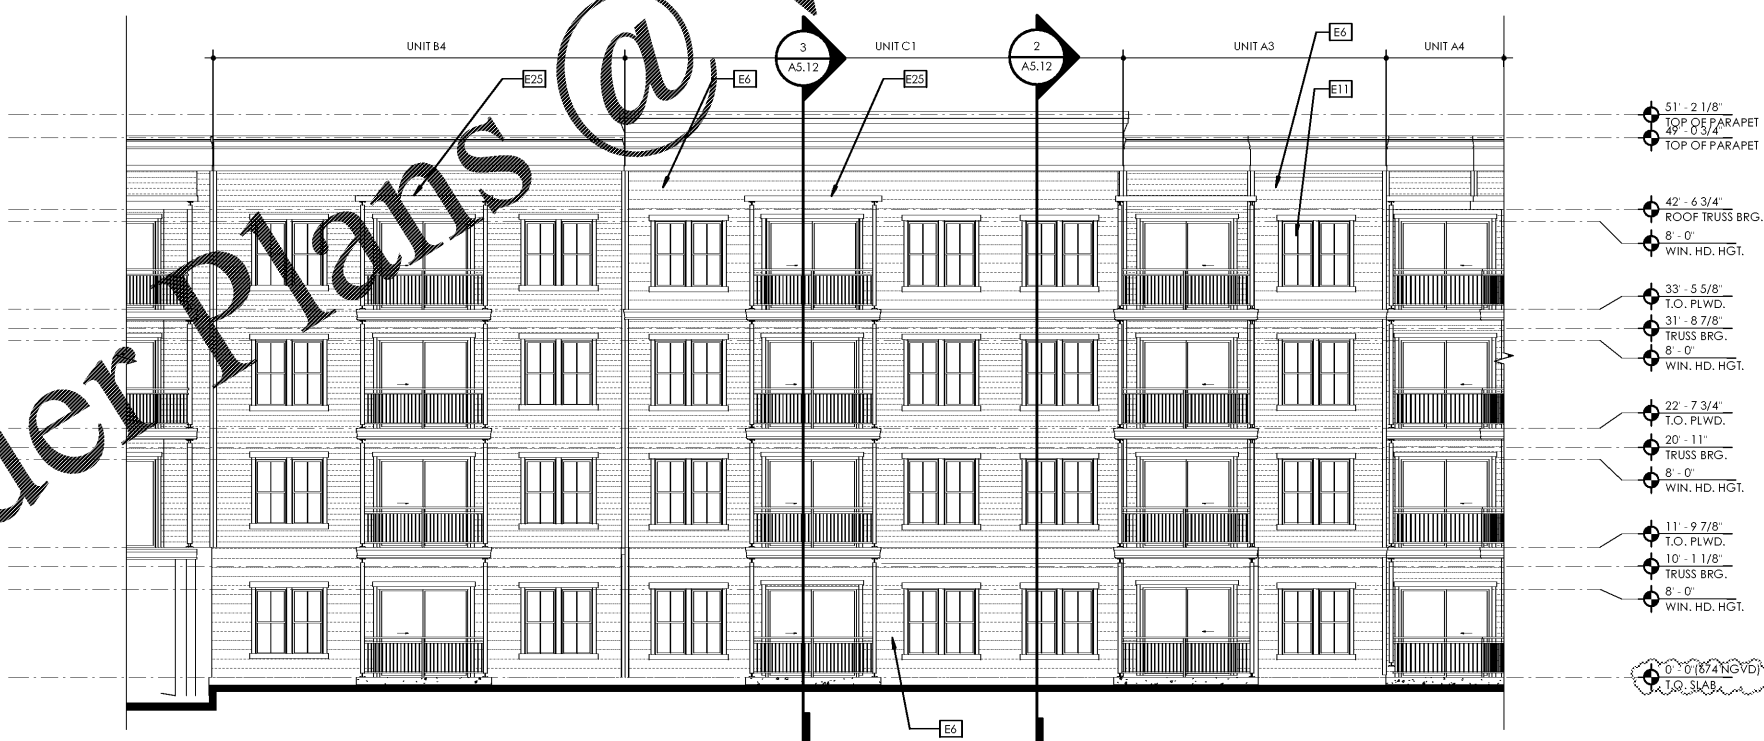 UNIT B4
3
A5.12
UNIT C1
2
A5.12
UNIT A3
E6
UNIT A4
E25
E6
E25
E11
Plans @
51' - 2 1/8"
TOP OF PARAPET
49' - 0 3/4"
TOP OF PARAPET
42' - 6 3/4"
ROOF TRUSS BRG.
8' - 0"
WIN. HD. HGT.
33' - 5 5/8"
T.O. PLWD.
31' - 8 7/8"
TRUSS BRG.
8' - 0"
WIN. HD. HGT.
22' - 7 3/4"
T.O. PLWD.
20' - 11"
TRUSS BRG.
8' - 0"
WIN. HD. HGT.
11' - 9 7/8"
T.O. PLWD.
10' - 1 1/8"
TRUSS BRG.
8' - 0"
WIN. HD. HGT.
0' - 0"(674 NGVD)
T.O. SLAB
E6